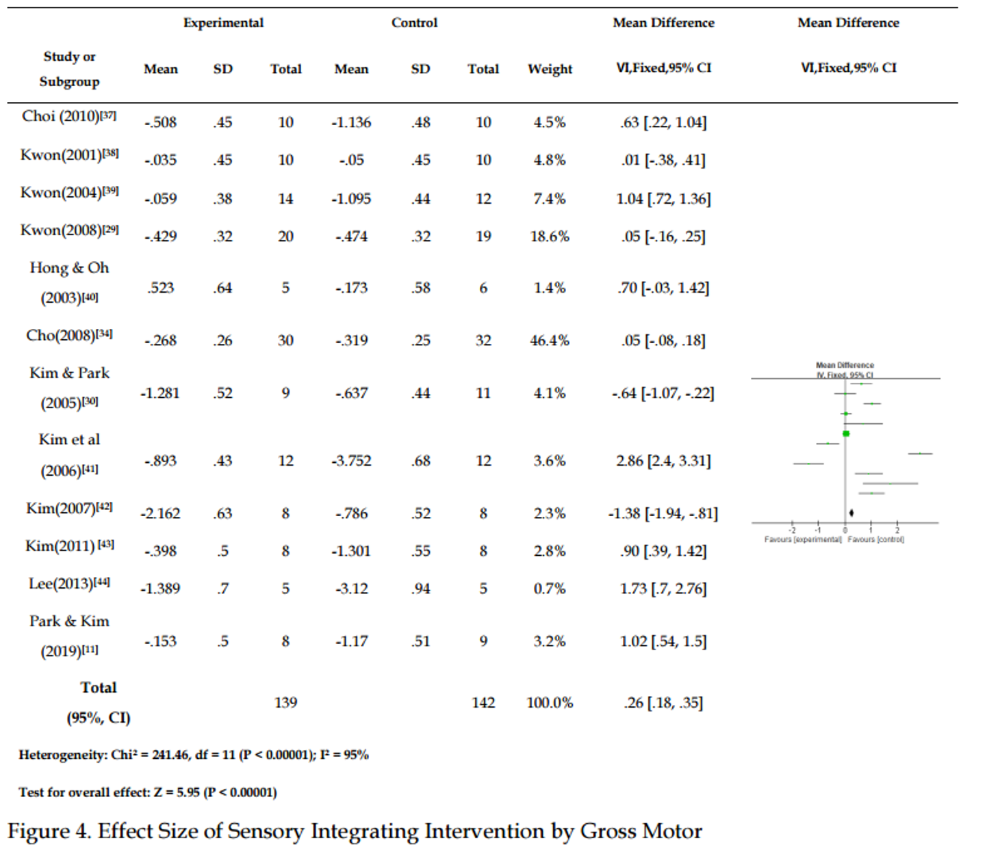 Experimental Control Mean Difference Mean Difference
Study or
Subgroup
Mean SD Total Mean SD Total Weight VI,Fixed,95% CI VI,Fixed,95% CI
Choi (2010)[37] -.508 .45 10 -1.136 .48 10 4.5% .63 [.22, 1.04]
Kwon(2001)[38] -.035 .45 10 -.05 .45 10 4.8% .01 [-.38, .41]
Kwon(2004)[39] -.059 .38 14 -1.095 .44 12 7.4% 1.04 [.72, 1.36]
Kwon(2008)[29] -.429 .32 20 -.474 .32 19 18.6% .05 [-.16, .25]
Hong & Oh
(2003)[40] .523 .64 5 -.173 .58 6 1.4% .70 [-.03, 1.42]
Cho(2008)[34] -.268 .26 30 -.319 .25 32 46.4% .05 [-.08, .18]
Kim & Park
(2005)[30] -1.281 .52 9 -.637 .44 11 4.1% -.64 [-1.07, -.22]
Kim et al
(2006)[41] -.893 .43 12 -3.752 .68 12 3.6% 2.86 [2.4, 3.31]
Kim(2007)[42] -2.162 .63 8 -.786 .52 8 2.3% -1.38 [-1.94, -.81]
Kim(2011) [43] -.398 .5 8 -1.301 .55 8 2.8% .90 [.39, 1.42]
Lee(2013)[44] -1.389 .7 5 -3.12 .94 5 0.7% 1.73 [.7, 2.76]
Park & Kim
(2019)[11] -.153 .5 8 -1.17 .51 9 3.2% 1.02 [.54, 1.5]
Total
(95%, CI) 139 142 100.0% .26 [.18, .35]
Mean Difference
IV, Fixed, 95% CI
-2 -1 0 1 2
Favours [experimental] Favours [control]
Heterogeneity: Chi² = 241.46, df = 11 (P < 0.00001); I² = 95%
Test for overall effect: Z = 5.95 (P < 0.00001)
Figure 4. Effect Size of Sensory Integrating Intervention by Gross Motor